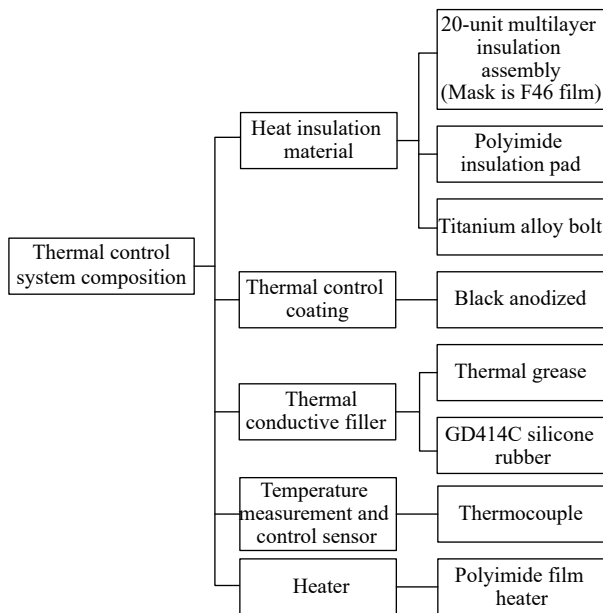 Thermal control
system composition
Heat insulation
material
20-unit multilayer
insulation
assembly
(Mask is F46 film)
Polyimide
insulation pad
Titanium alloy bolt
Thermal control
coating
Black anodized
Thermal
conductive filler
Thermal grease
GD414C silicone
rubber
Temperature
measurement and
control sensor
Thermocouple
Heater
Polyimide film
heater